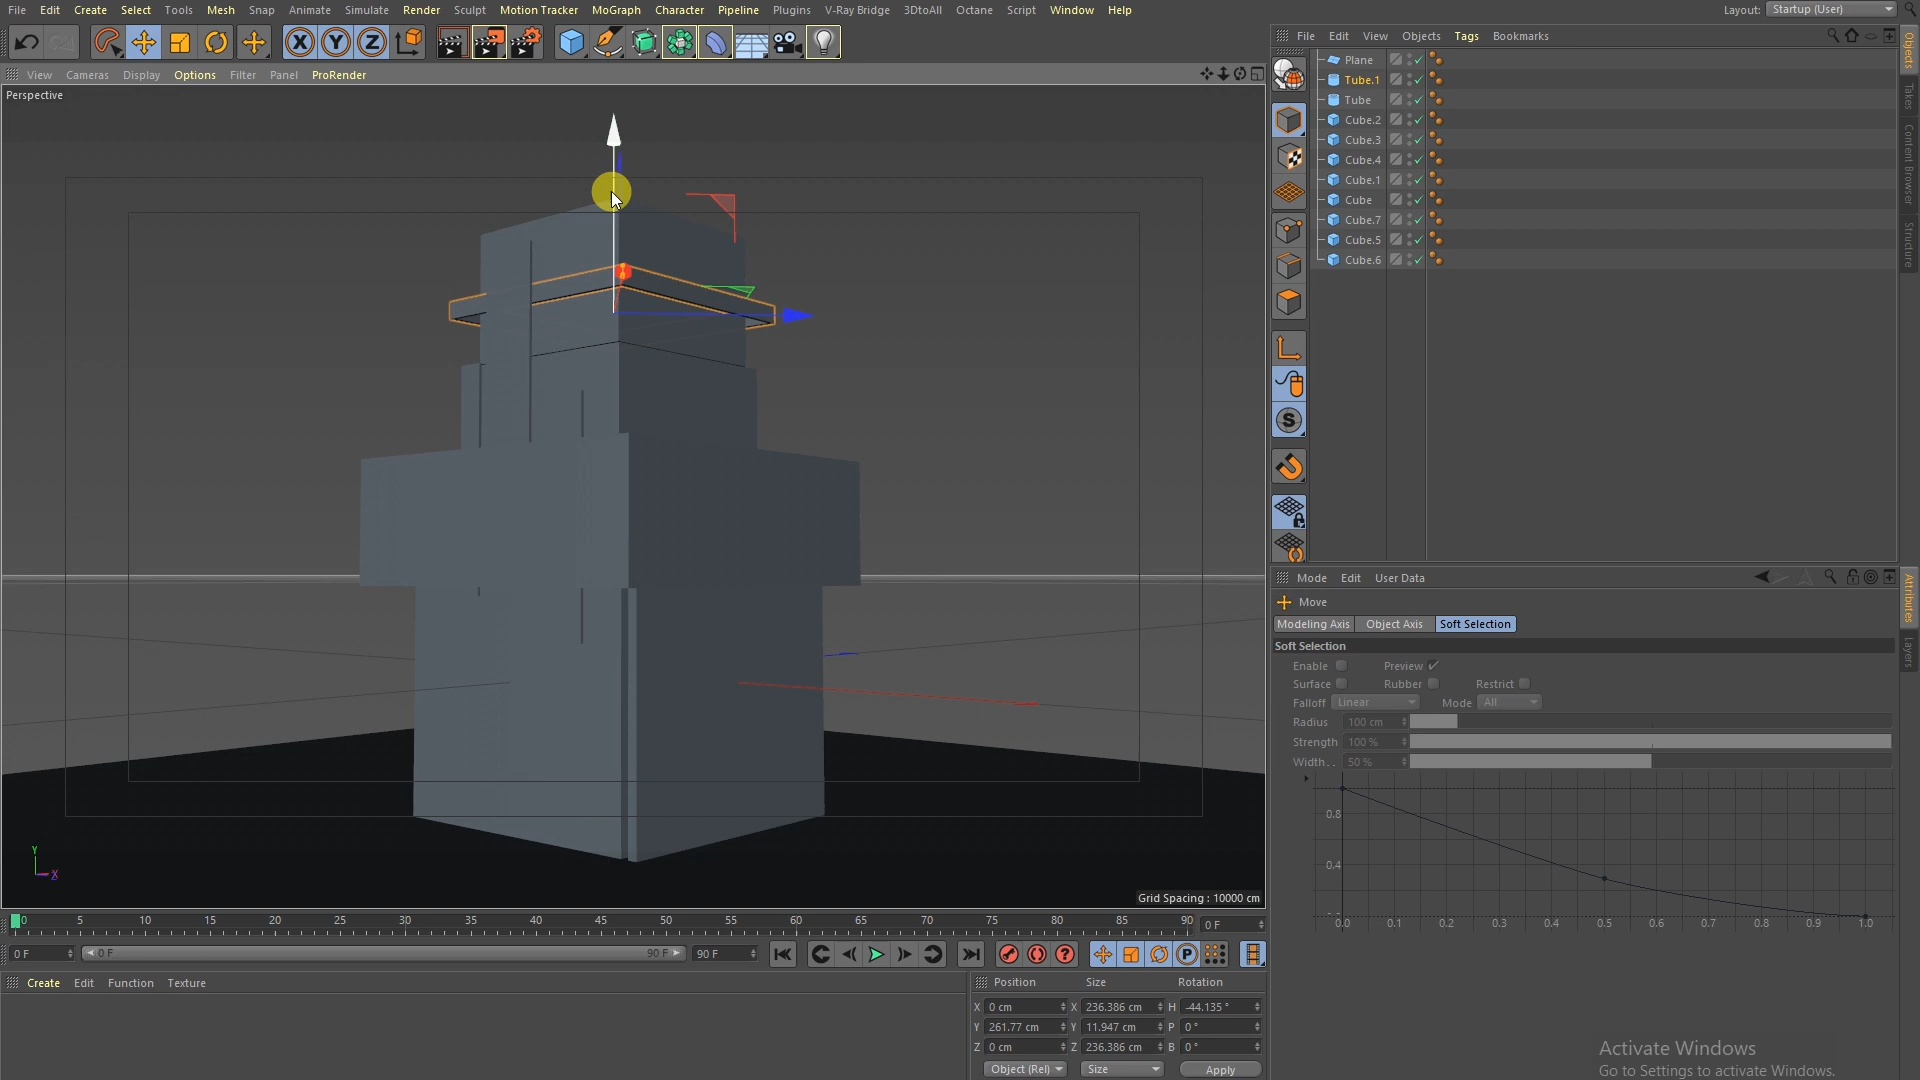 File Edit Create Select Tools Mesh Snap Animate Simulate Render Sculpt Motion Tracker MoGraph Character Pipeline Plugins V-Ray Bridge 3DtoAll Octane Script Window Help Layout: Startup (User)
View Cameras Display Options Filter Panel ProRender
Perspective
Grid Spacing : 10000 cm
Y
X
File Edit View Objects Tags Bookmarks
Plane
Tube.1
Tube
Cube.2
Cube.3
Cube.4
Cube.1
Cube
Cube.7
Cube.5
Cube.6
Objects
Takes
Content Browser
Structure
Attributes
Layers
Mode Edit User Data
Move
Modeling Axis Object Axis Soft Selection
Soft Selection
Enable Preview
Surface Rubber Restrict
Falloff Linear Mode All
Radius 100 cm
Strength 100 %
Width.. 50 %
0.8
0.4
0.0 0.1 0.2 0.3 0.4 0.5 0.6 0.7 0.8 0.9 1.0
0 5 10 15 20 25 30 35 40 45 50 55 60 65 70 75 80 85 90 0 F
0 F 0 F 90 F 90 F
Create Edit Function Texture
Position Size Rotation
X 0 cm X 236.386 cm H -44.135 °
Y 261.77 cm Y 11.947 cm P 0 °
Z 0 cm Z 236.386 cm B 0 °
Object (Rel) Size Apply
Activate Windows
Go to Settings to activate Windows.